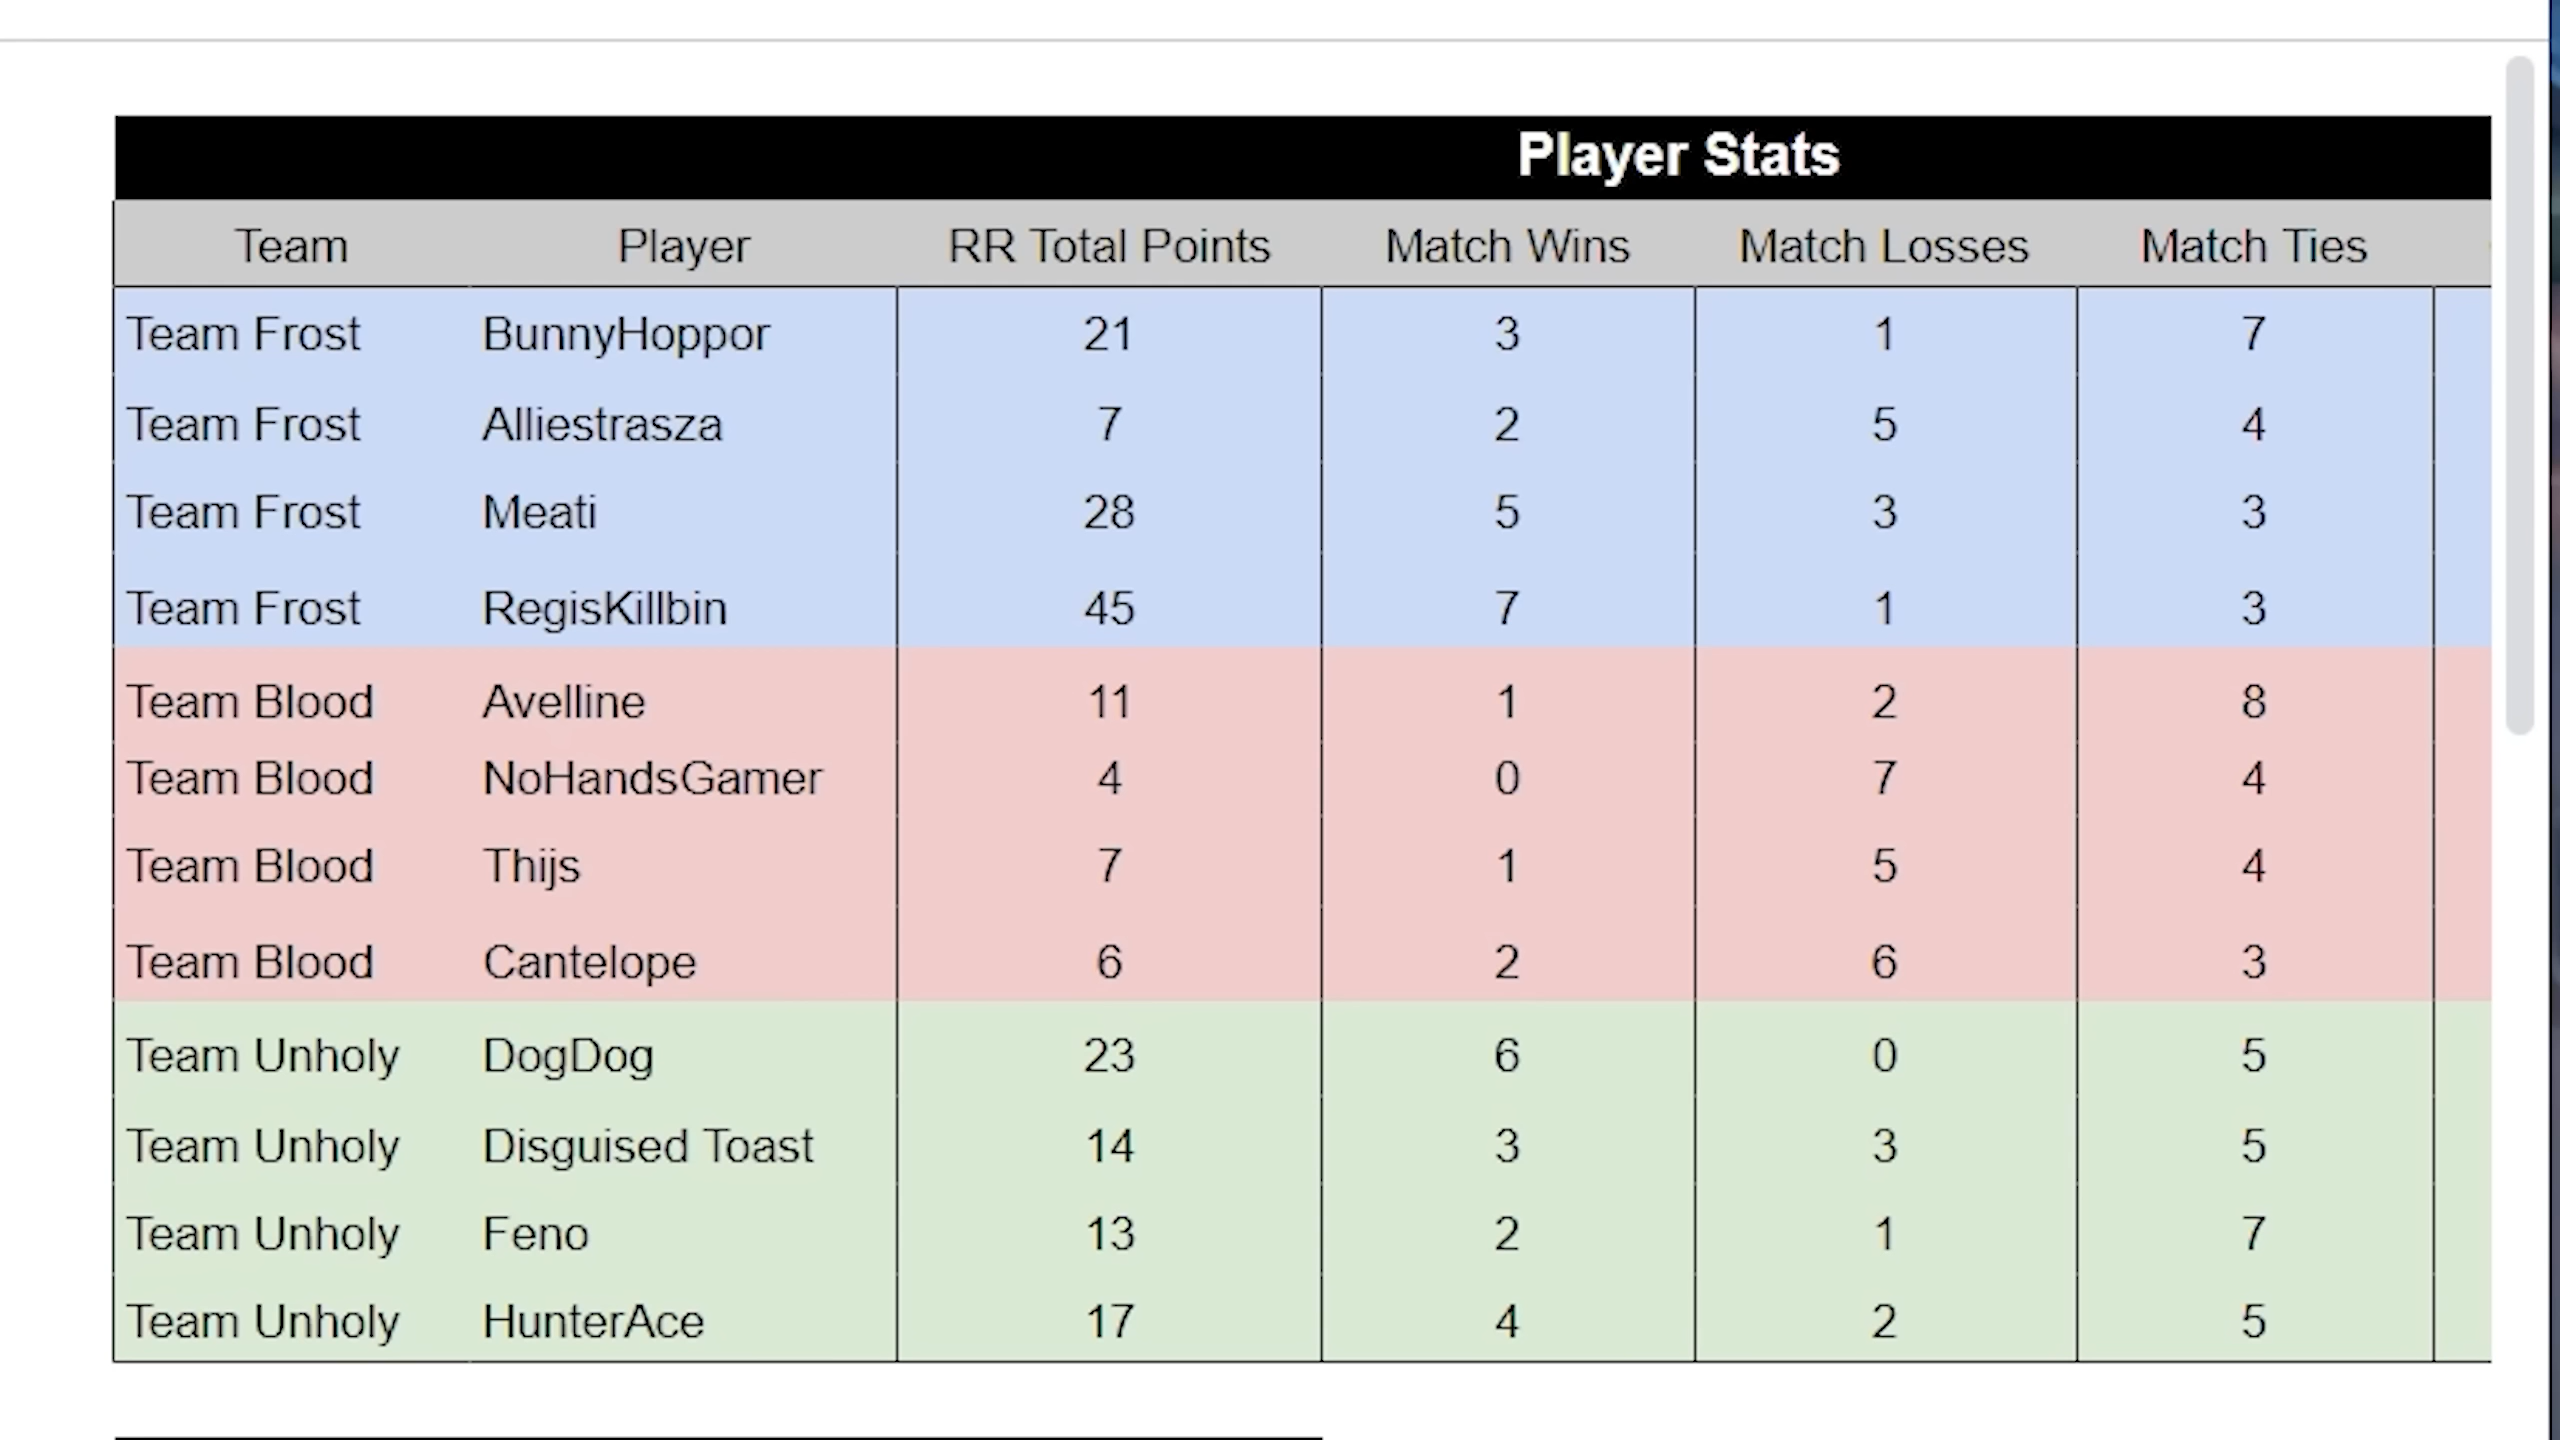 Player Stats
Team Player RR Total Points Match Wins Match Losses Match Ties
Team Frost BunnyHoppor 21 3 1 7
Team Frost Alliestrasza 7 2 5 4
Team Frost Meati 28 5 3 3
Team Frost RegisKillbin 45 7 1 3
Team Blood Avelline 11 1 2 8
Team Blood NoHandsGamer 4 0 7 4
Team Blood Thijs 7 1 5 4
Team Blood Cantelope 6 2 6 3
Team Unholy DogDog 23 6 0 5
Team Unholy Disguised Toast 14 3 3 5
Team Unholy Feno 13 2 1 7
Team Unholy HunterAce 17 4 2 5